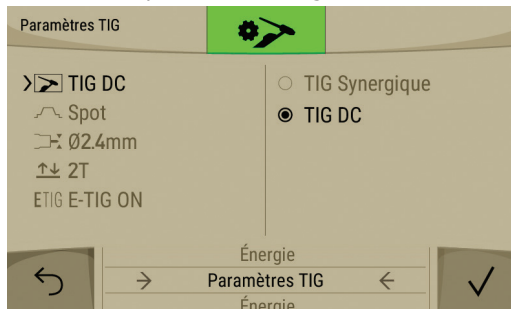 Paramètres TIG
TIG DC
Spot
Ø2.4mm
2T
ETIG E-TIG ON
TIG Synergique
TIG DC
Énergie
Paramètres TIG
Énergie